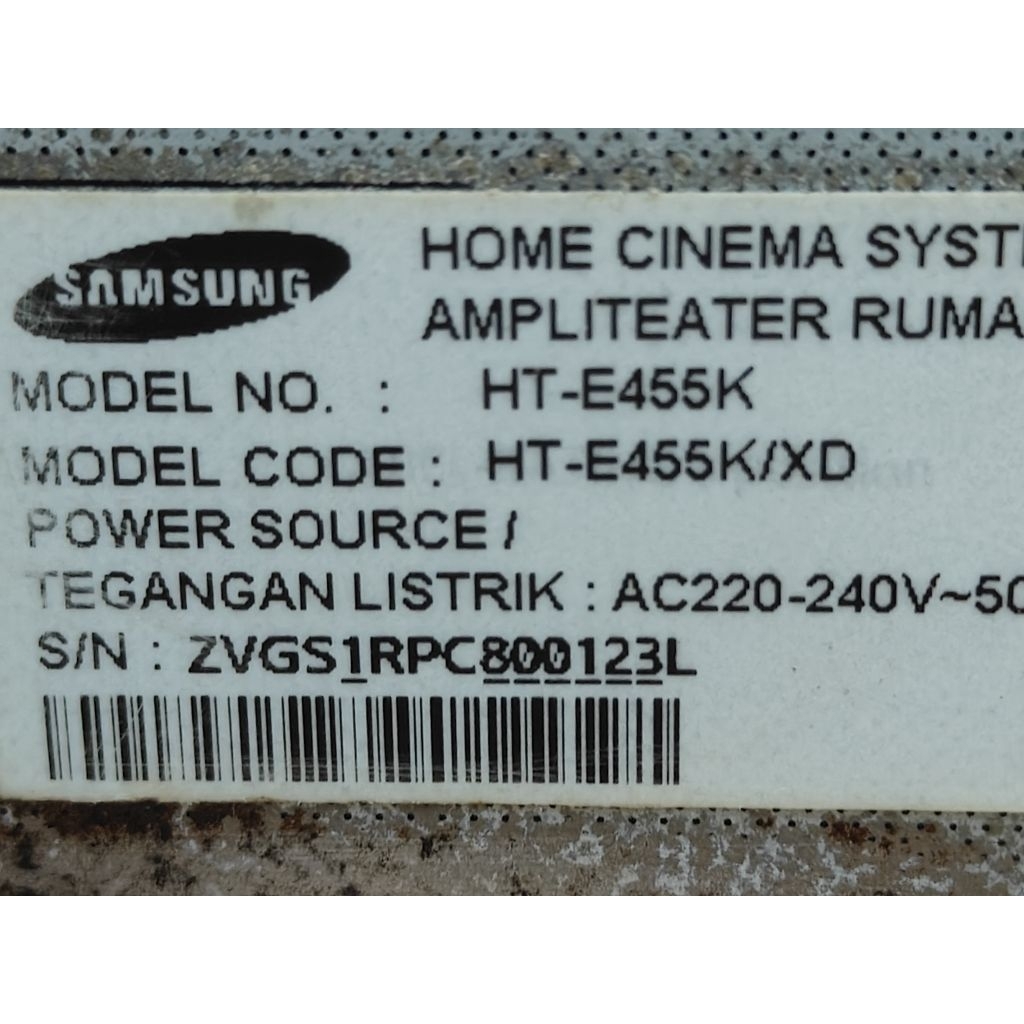 SAMSUNG
HOME CINEMA SYSTE
AMPLITEATER RUMA
MODEL NO. : HT-E455K
MODEL CODE : HT-E455K/XD
POWER SOURCE /
TEGANGAN LISTRIK : AC220-240V~50
S/N : ZVGS1RPC800123L